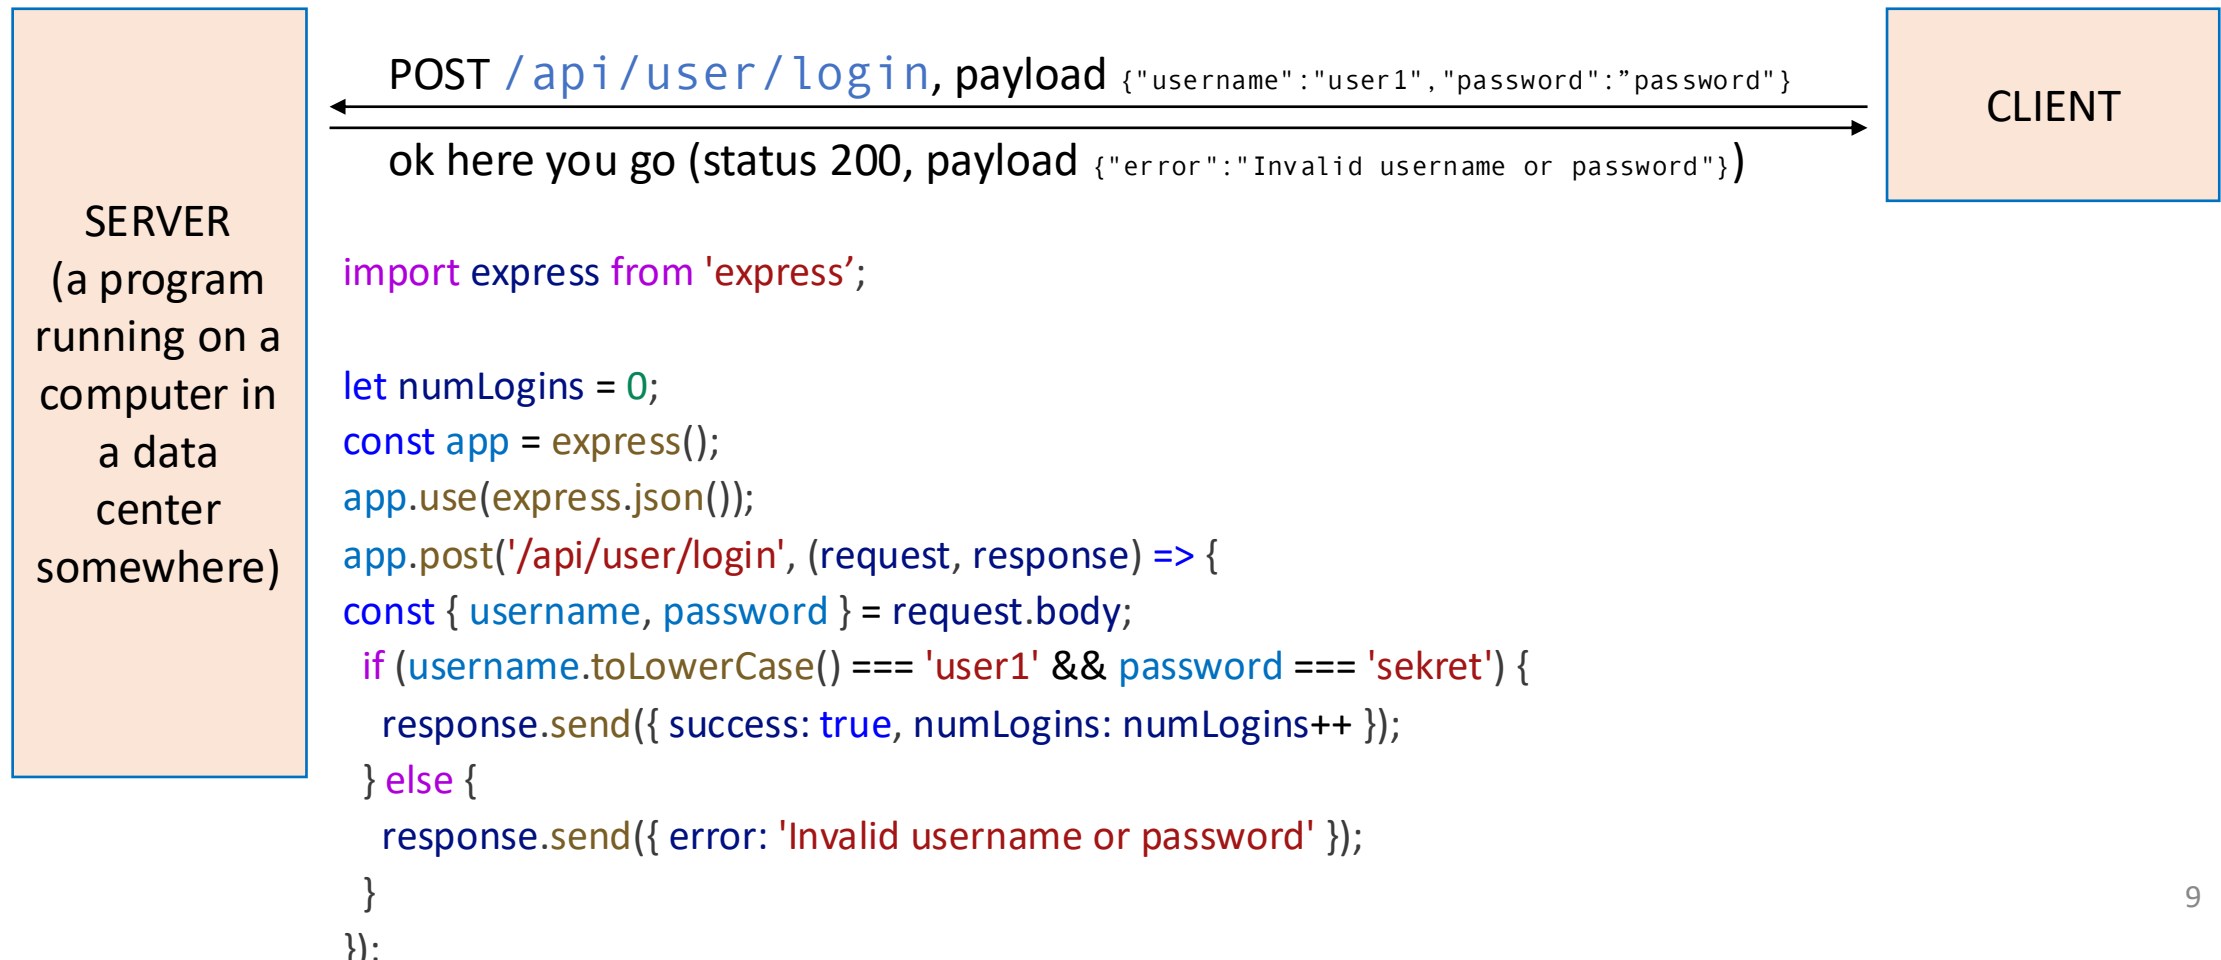 SERVER
(a program
running on a
computer in
a data
center
somewhere)
POST /api/user/login, payload {"username":"user1","password":”password"}
ok here you go (status 200, payload {"error":"Invalid username or password"})
CLIENT
import express from 'express’;
let numLogins = 0;
const app = express();
app.use(express.json());
app.post('/api/user/login', (request, response) => {
const { username, password } = request.body;
if (username.toLowerCase() === 'user1' && password === 'sekret') {
response.send({ success: true, numLogins: numLogins++ });
} else {
response.send({ error: 'Invalid username or password' });
}
});
9